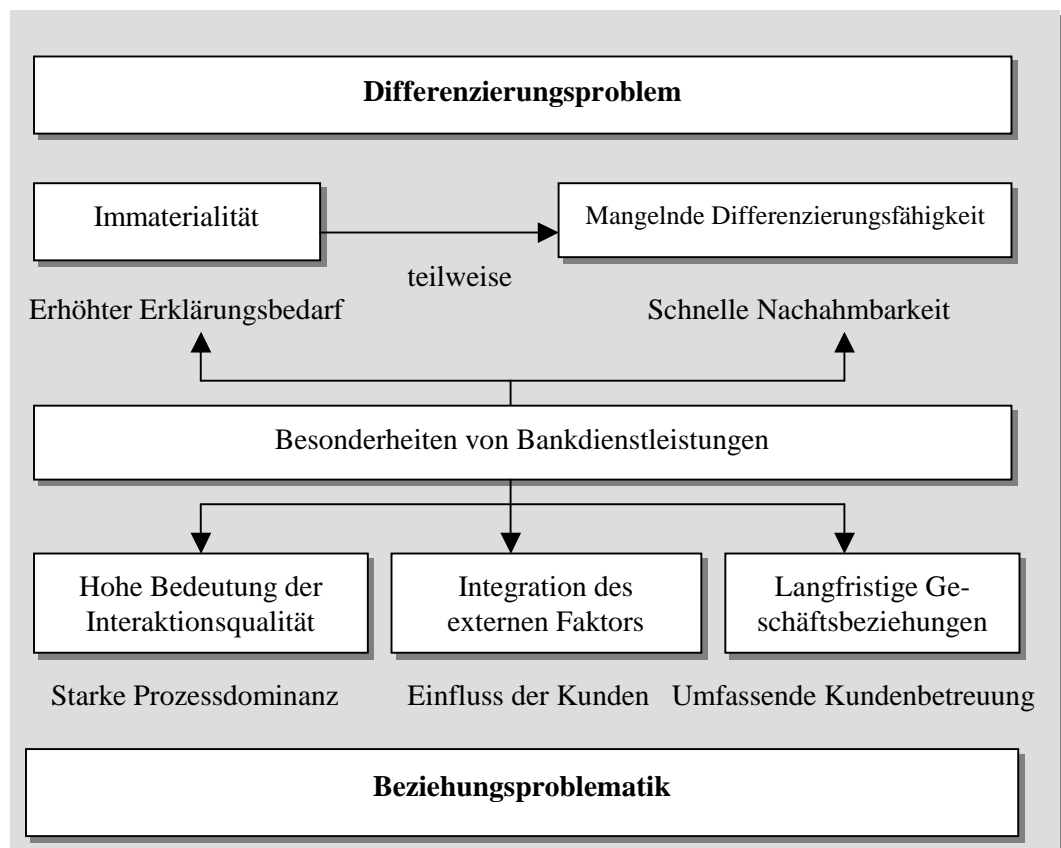 Differenzierungsproblem
Immaterialität
Mangelnde Differenzierungsfähigkeit
teilweise
Erhöhter Erklärungsbedarf
Schnelle Nachahmbarkeit
Besonderheiten von Bankdienstleistungen
Hohe Bedeutung der
Interaktionsqualität
Integration des
externen Faktors
Langfristige Ge-
schäftsbeziehungen
Starke Prozessdominanz
Einfluss der Kunden
Umfassende Kundenbetreuung
Beziehungsproblematik